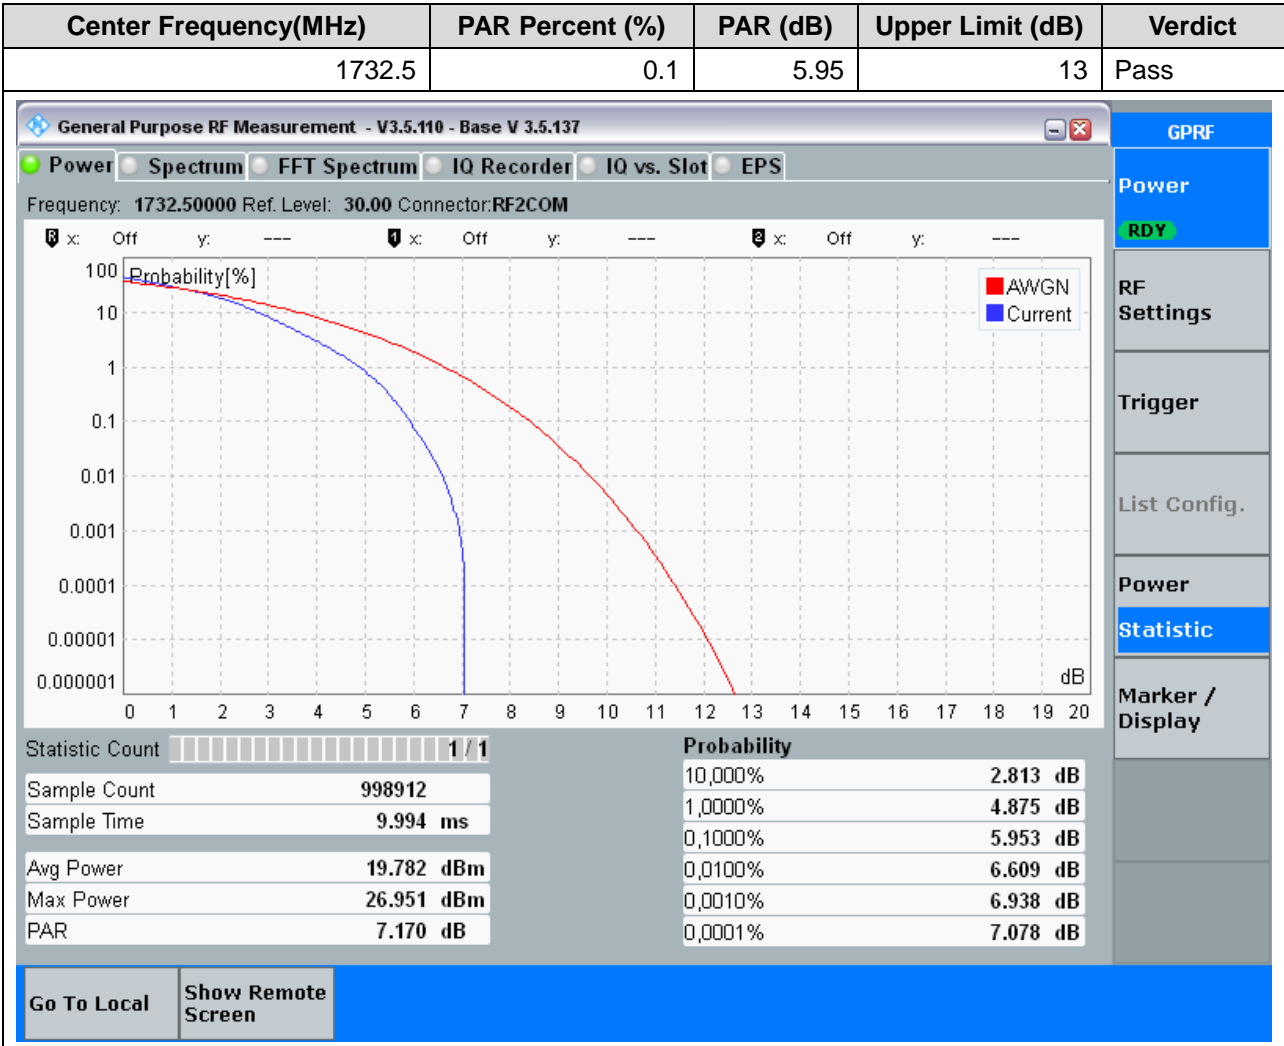 Center Frequency(MHz) PAR Percent (%) PAR (dB) Upper Limit (dB) Verdict
1732.5 0.1 5.95 13 Pass
General Purpose RF Measurement - V3.5.110 - Base V 3.5.137
GPRF
Power Spectrum FFT Spectrum IQ Recorder IQ vs. Slot EPS
Frequency: 1732.50000 Ref. Level: 30.00 Connector:RF2COM
R x: Off y: --- 1 x: Off y: --- 2 x: Off y: ---
Probability[%]
AWGN
Current
100
10
1
0.1
0.01
0.001
0.0001
0.00001
0.000001
dB
0 1 2 3 4 5 6 7 8 9 10 11 12 13 14 15 16 17 18 19 20
Statistic Count 1 / 1
Sample Count 998912
Sample Time 9.994 ms
Avg Power 19.782 dBm
Max Power 26.951 dBm
PAR 7.170 dB
Probability
10,000% 2.813 dB
1,0000% 4.875 dB
0,1000% 5.953 dB
0,0100% 6.609 dB
0,0010% 6.938 dB
0,0001% 7.078 dB
Power
RDY
RF
Settings
Trigger
List Config.
Power
Statistic
Marker /
Display
Go To Local
Show Remote
Screen